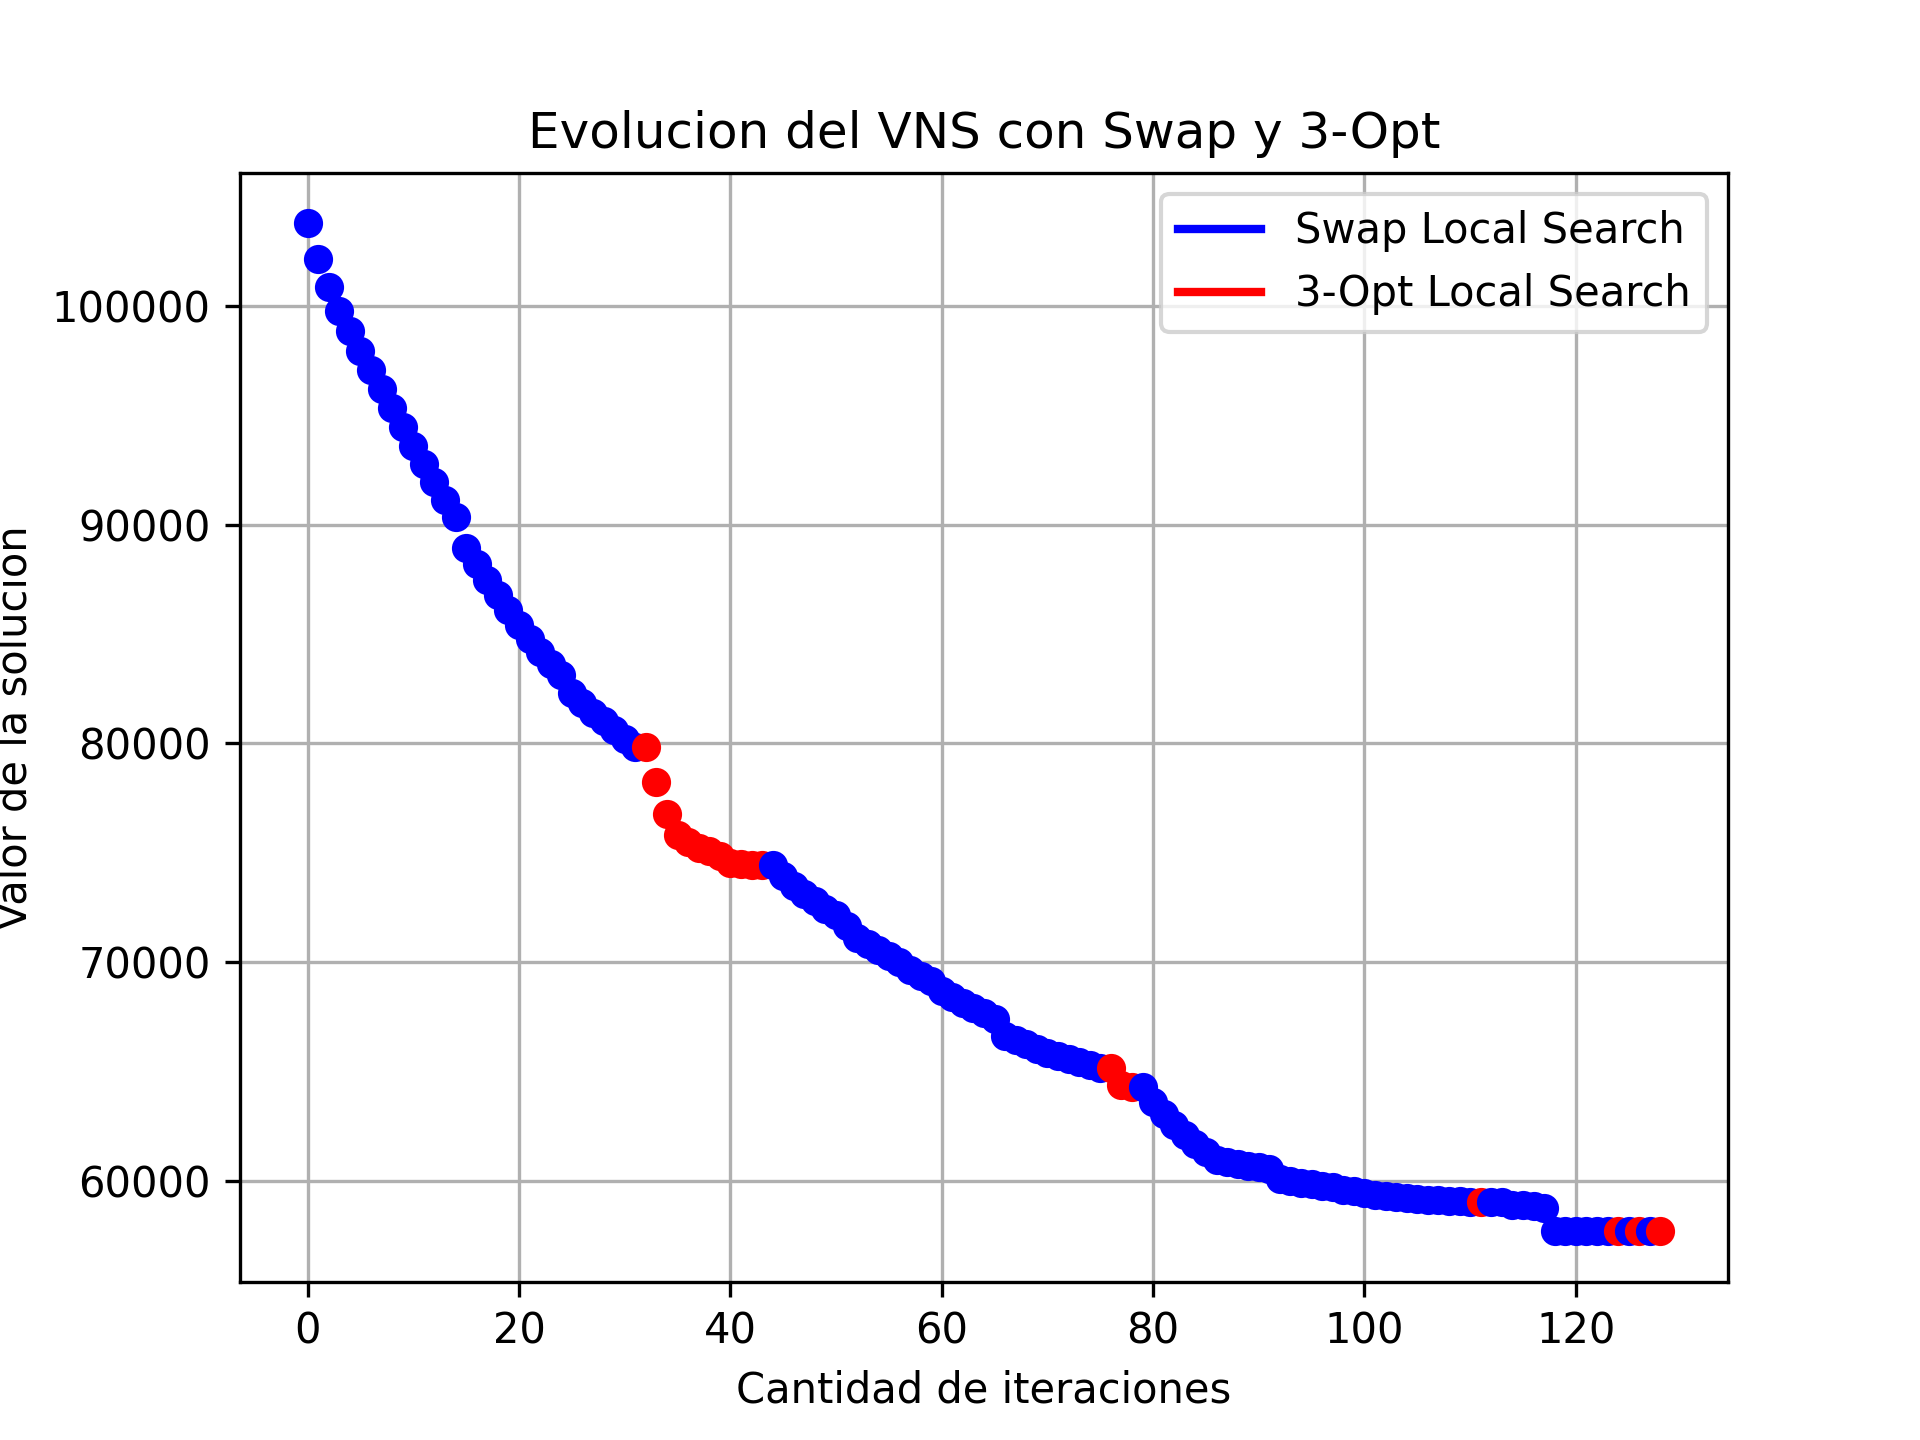 Evolucion del VNS con Swap y 3-Opt
Swap Local Search
3-Opt Local Search
Valor de la solucion
100000
90000
80000
70000
60000
0 20 40 60 80 100 120
Cantidad de iteraciones